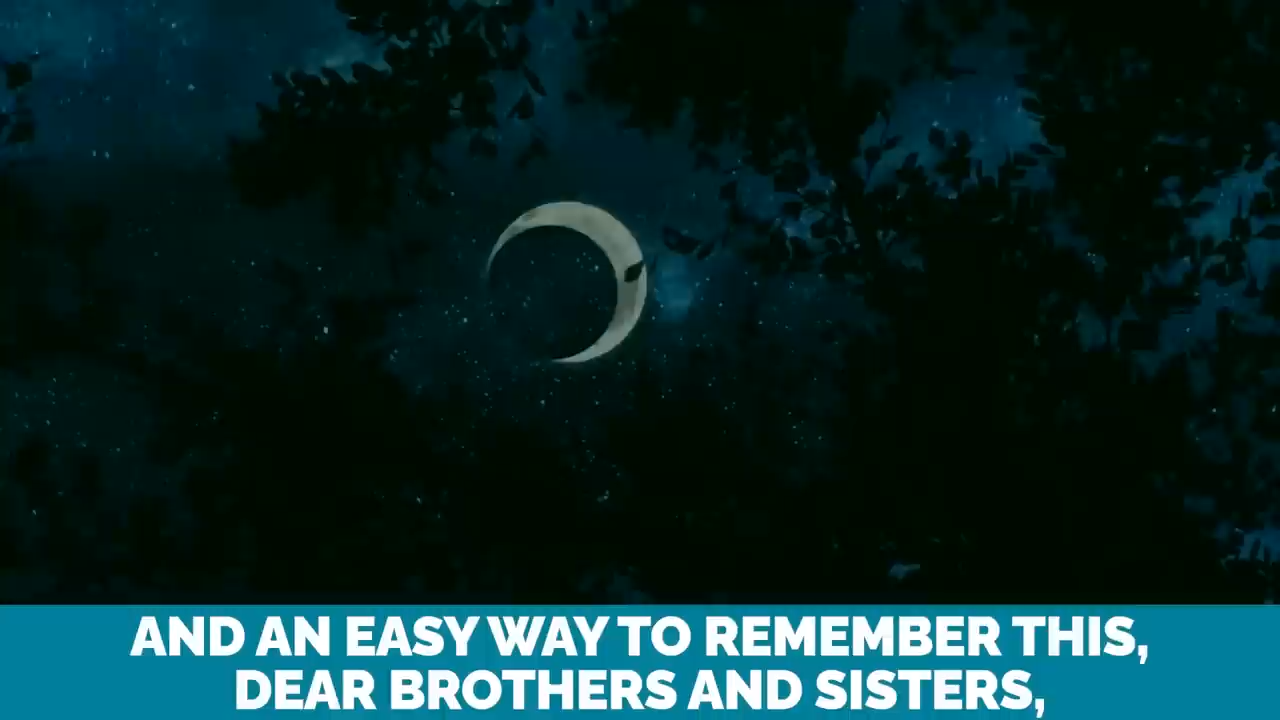 AND AN EASY WAY TO REMEMBER THIS,
DEAR BROTHERS AND SISTERS,